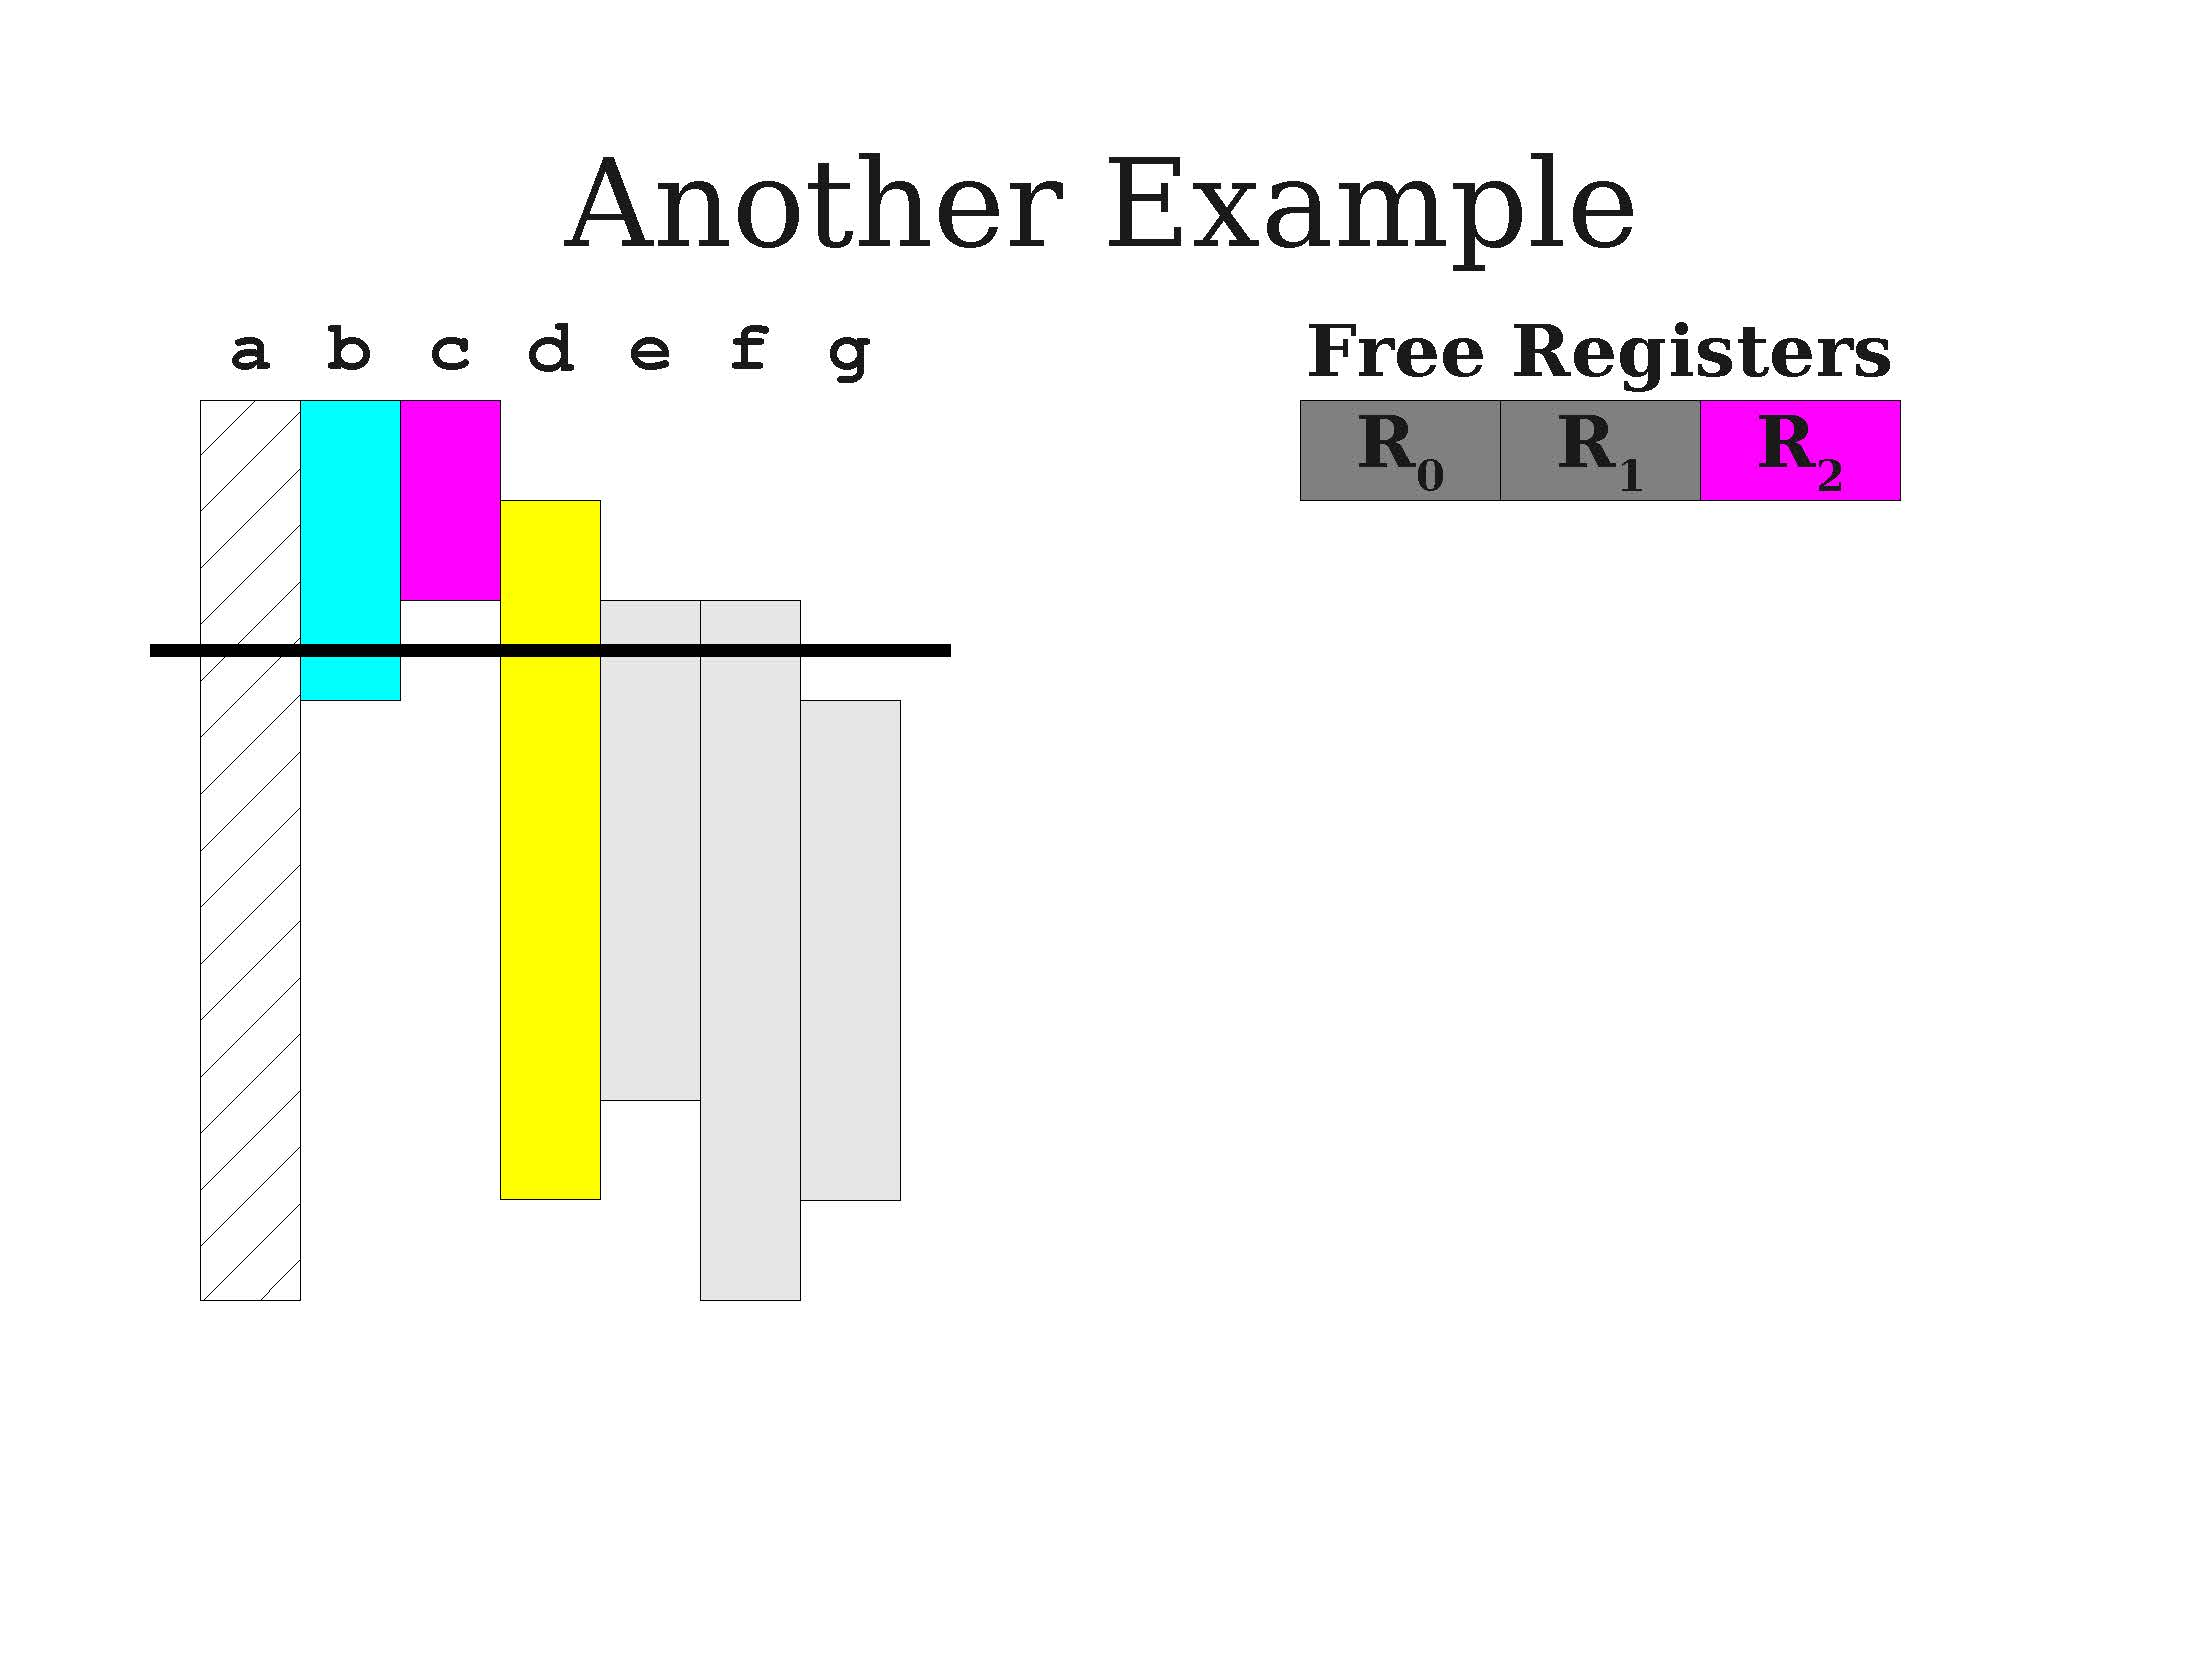 Another Example
a b c d e f g
Free Registers
R0 R1 R2